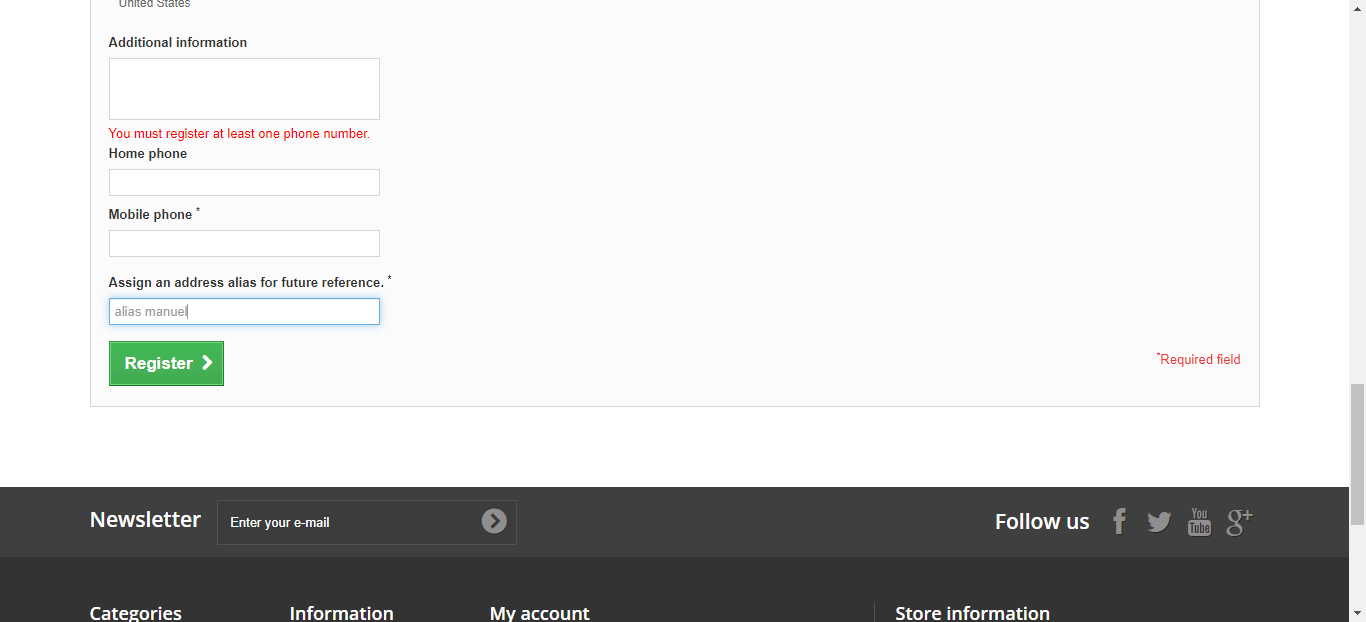 United States
Additional information
You must register at least one phone number.
Home phone
Mobile phone *
Assign an address alias for future reference. *
alias manuel
Register
*Required field
Newsletter
Enter your e-mail
Follow us
You
Tube
g+
Categories
Information
My account
Store information